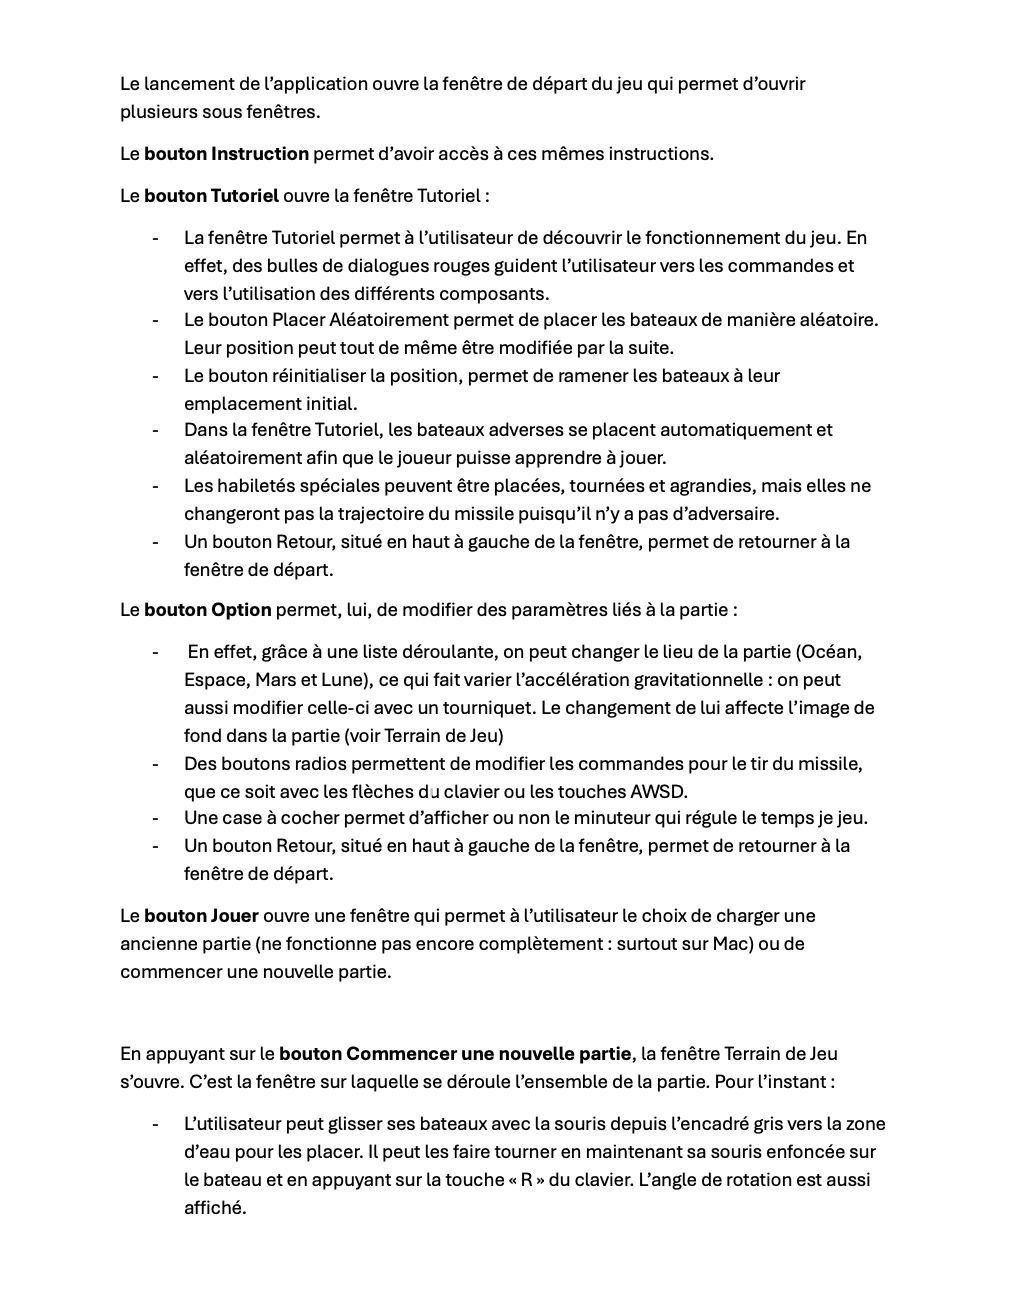 Le lancement de l’application ouvre la fenêtre de départ du jeu qui permet d’ouvrir
plusieurs sous fenêtres.
Le bouton Instruction permet d’avoir accès à ces mêmes instructions.
Le bouton Tutoriel ouvre la fenêtre Tutoriel :
- La fenêtre Tutoriel permet à l’utilisateur de découvrir le fonctionnement du jeu. En
effet, des bulles de dialogues rouges guident l’utilisateur vers les commandes et
vers l’utilisation des différents composants.
- Le bouton Placer Aléatoirement permet de placer les bateaux de manière aléatoire.
Leur position peut tout de même être modifiée par la suite.
- Le bouton réinitialiser la position, permet de ramener les bateaux à leur
emplacement initial.
- Dans la fenêtre Tutoriel, les bateaux adverses se placent automatiquement et
aléatoirement afin que le joueur puisse apprendre à jouer.
- Les habiletés spéciales peuvent être placées, tournées et agrandies, mais elles ne
changeront pas la trajectoire du missile puisqu’il n’y a pas d’adversaire.
- Un bouton Retour, situé en haut à gauche de la fenêtre, permet de retourner à la
fenêtre de départ.
Le bouton Option permet, lui, de modifier des paramètres liés à la partie :
- En effet, grâce à une liste déroulante, on peut changer le lieu de la partie (Océan,
Espace, Mars et Lune), ce qui fait varier l’accélération gravitationnelle : on peut
aussi modifier celle-ci avec un tourniquet. Le changement de lui affecte l’image de
fond dans la partie (voir Terrain de Jeu)
- Des boutons radios permettent de modifier les commandes pour le tir du missile,
que ce soit avec les flèches du clavier ou les touches AWSD.
- Une case à cocher permet d’afficher ou non le minuteur qui régule le temps je jeu.
- Un bouton Retour, situé en haut à gauche de la fenêtre, permet de retourner à la
fenêtre de départ.
Le bouton Jouer ouvre une fenêtre qui permet à l’utilisateur le choix de charger une
ancienne partie (ne fonctionne pas encore complètement : surtout sur Mac) ou de
commencer une nouvelle partie.
En appuyant sur le bouton Commencer une nouvelle partie, la fenêtre Terrain de Jeu
s’ouvre. C’est la fenêtre sur laquelle se déroule l’ensemble de la partie. Pour l’instant :
- L’utilisateur peut glisser ses bateaux avec la souris depuis l’encadré gris vers la zone
d’eau pour les placer. Il peut les faire tourner en maintenant sa souris enfoncée sur
le bateau et en appuyant sur la touche « R » du clavier. L’angle de rotation est aussi
affiché.